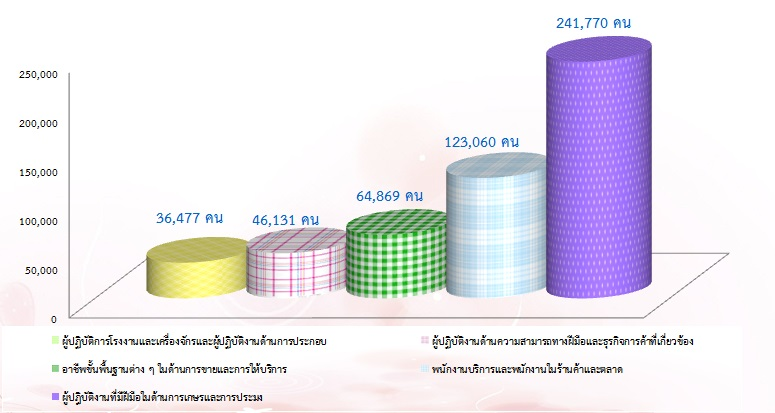 241,770 คน
250,000
200,000
123,060 คน
150,000
64,869 คน
36,477 คน
46,131 คน
100,000
50,000
0
ผู้ปฏิบัติการโรงงานและเครื่องจักรและผู้ปฏิบัติงานด้านการประกอบ
ผู้ปฏิบัติงานด้านความสามารถทางฝีมือและธุรกิจการค้าที่เกี่ยวข้อง
อาชีพขั้นพื้นฐานต่าง ๆ ในด้านการขายและการให้บริการ
พนักงานบริการและพนักงานในร้านค้าและตลาด
ผู้ปฏิบัติงานที่มีฝีมือในด้านการเกษรและการประมง